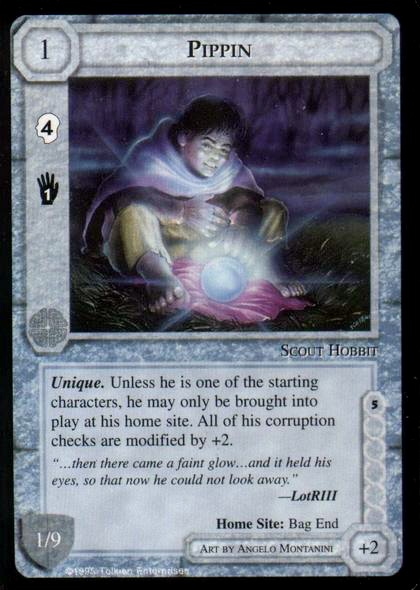 1
PIPPIN
4
1
SCOUT HOBBIT
Unique. Unless he is one of the starting
characters, he may only be brought into
play at his home site. All of his corruption
checks are modified by +2.
5
“…then there came a faint glow…and it held his
eyes, so that now he could not look away.”
—LotRIII
Home Site: Bag End
1/9
ART BY ANGELO MONTANINI
+2
©1995 Tolkien Enterprises